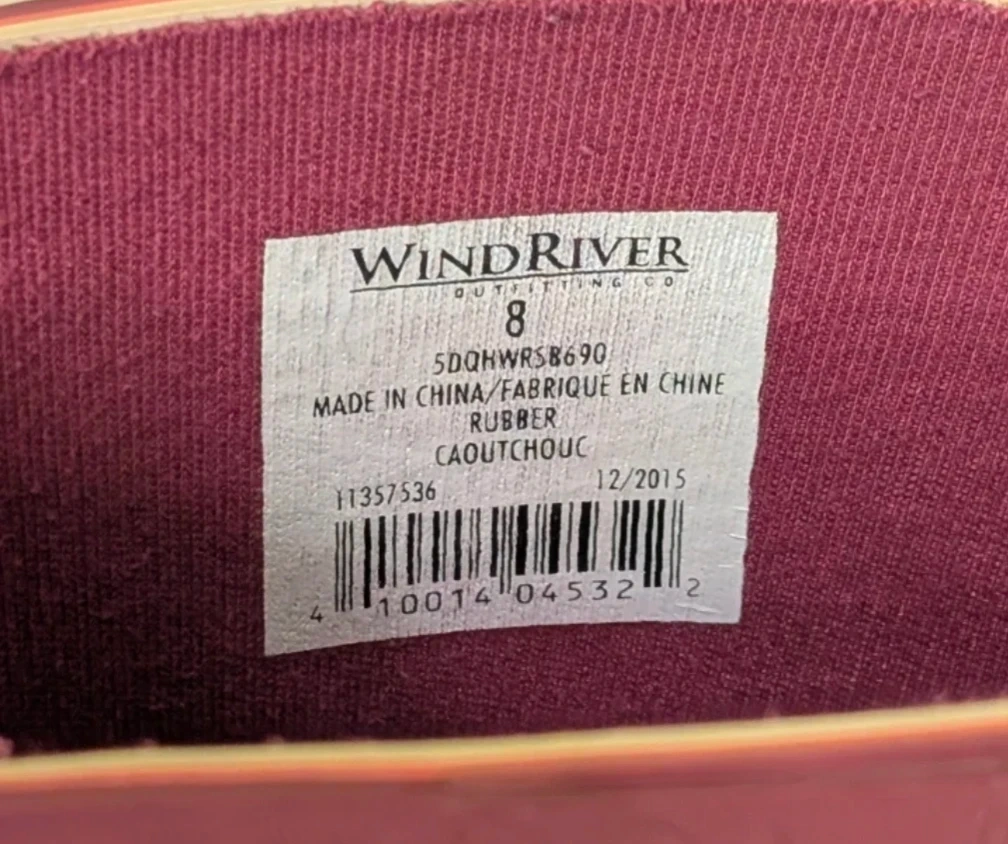 WINDRIVER
OUTFITTING CO
8
5DQHWRSB690
MADE IN CHINA/FABRIQUE EN CHINE
RUBBER
CAOUTCHOUC
11357536 12/2015
4 10014 04532 2